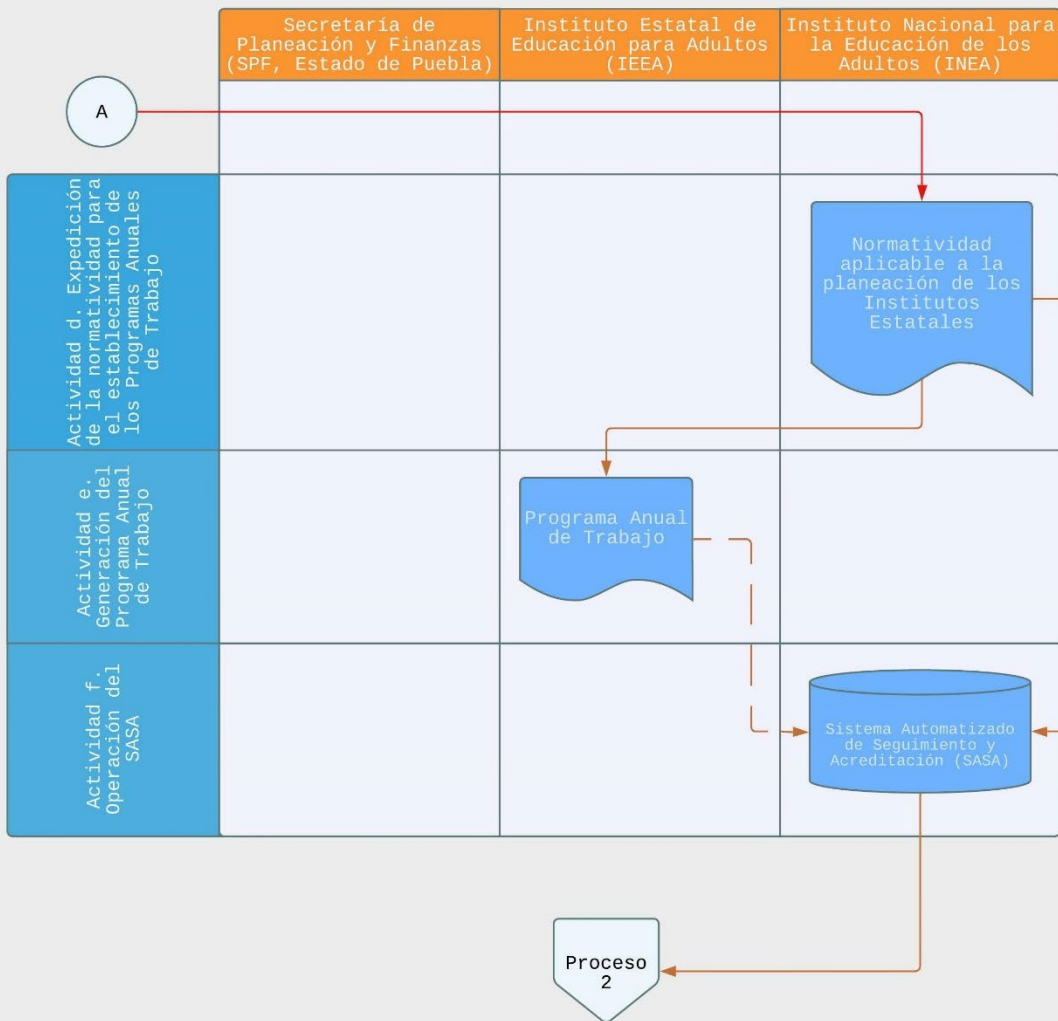 Secretaría de
Planeación y Finanzas
(SPF, Estado de Puebla)
Instituto Estatal de
Educación para Adultos
(IEEA)
Instituto Nacional para
la Educación de los
Adultos (INEA)
A
Actividad d. Expedición
de la normatividad para
el establecimiento de
los Programas Anuales
de Trabajo
Normatividad
aplicable a la
planeación de los
Institutos
Estatales
Actividad e.
Generación del
Programa Anual
de Trabajo
Programa Anual
de Trabajo
Actividad f.
Operación del
SASA
Sistema Automatizado
de Seguimiento y
Acreditación (SASA)
Proceso
2